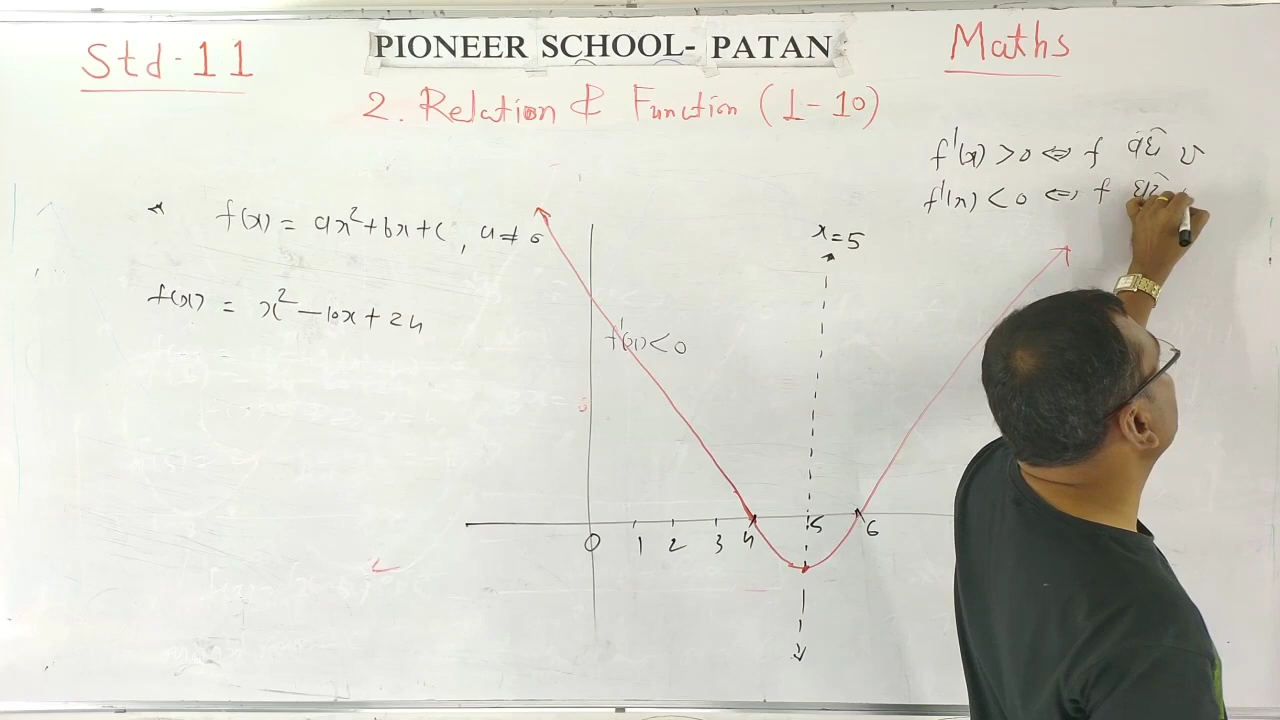 Std-11
PIONEER SCHOOL- PATAN
Maths
2. Relation & Function (1-10)
f'(x) > 0 ⇔ f વધે
f'(x) < 0 ⇔ f
f(x) = ax²+bx+c, a≠0
x=5
f(x) = x²-10x+24
f'(x)<0
0 1 2 3 4 5 6